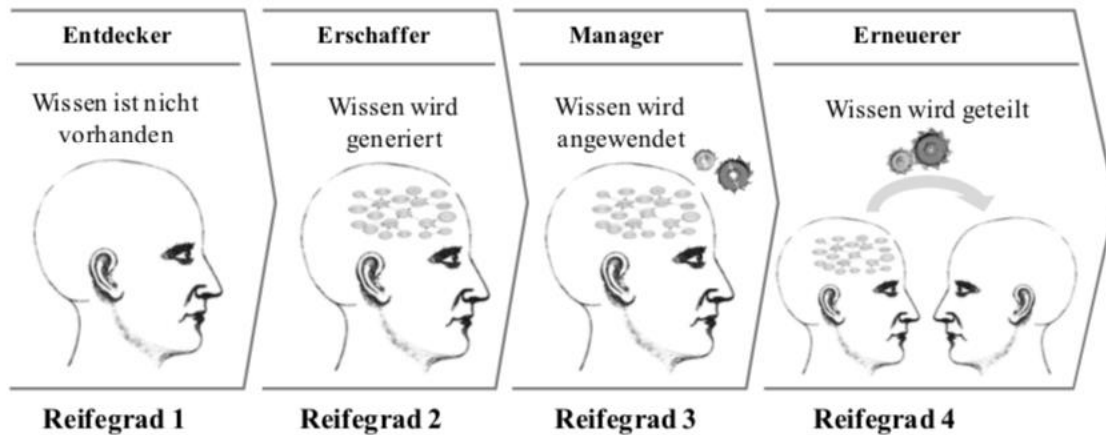 Entdecker
Wissen ist nicht
vorhanden
Reifegrad 1
Erschaffer
Wissen wird
generiert
Reifegrad 2
Manager
Wissen wird
angewendet
Reifegrad 3
Erneuerer
Wissen wird geteilt
Reifegrad 4